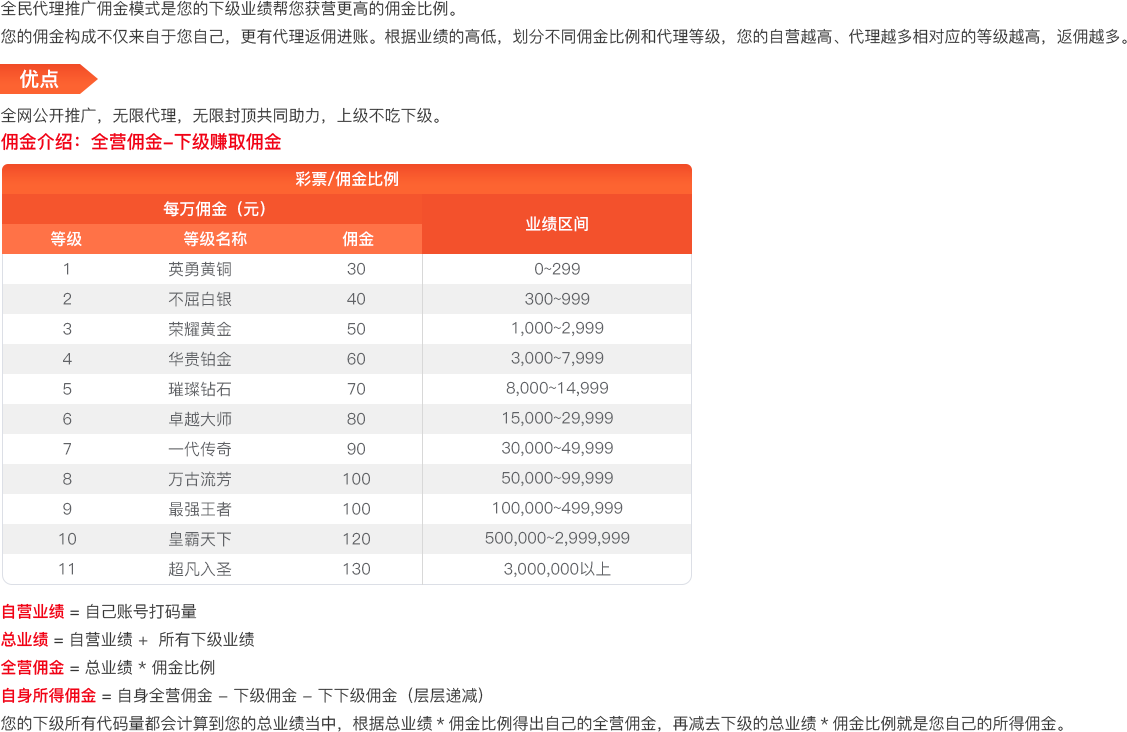 全民代理推广佣金模式是您的下级业绩帮您获营更高的佣金比例。
您的佣金构成不仅来自于您自己，更有代理返佣进账。根据业绩的高低，划分不同佣金比例和代理等级，您的自营越高、代理越多相对应的等级越高，返佣越多。
优点
全网公开推广，无限代理，无限封顶共同助力，上级不吃下级。
佣金介绍：全营佣金-下级赚取佣金
彩票/佣金比例
每万佣金（元） 业绩区间
等级 等级名称 佣金
1 英勇黄铜 30 0~299
2 不屈白银 40 300~999
3 荣耀黄金 50 1,000~2,999
4 华贵铂金 60 3,000~7,999
5 璀璨钻石 70 8,000~14,999
6 卓越大师 80 15,000~29,999
7 一代传奇 90 30,000~49,999
8 万古流芳 100 50,000~99,999
9 最强王者 100 100,000~499,999
10 皇霸天下 120 500,000~2,999,999
11 超凡入圣 130 3,000,000以上
自营业绩 = 自己账号打码量
总业绩 = 自营业绩 + 所有下级业绩
全营佣金 = 总业绩 * 佣金比例
自身所得佣金 = 自身全营佣金 - 下级佣金 - 下下级佣金（层层递减）
您的下级所有代码量都会计算到您的总业绩当中，根据总业绩 * 佣金比例得出自己的全营佣金，再减去下级的总业绩 * 佣金比例就是您自己的所得佣金。